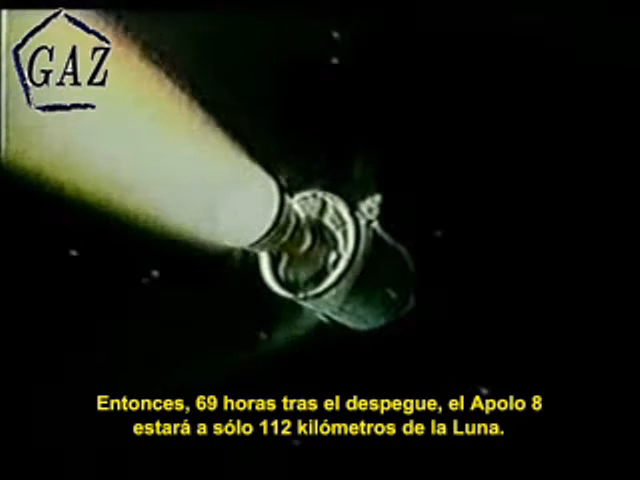 GAZ
Entonces, 69 horas tras el despegue, el Apolo 8
estará a sólo 112 kilómetros de la Luna.